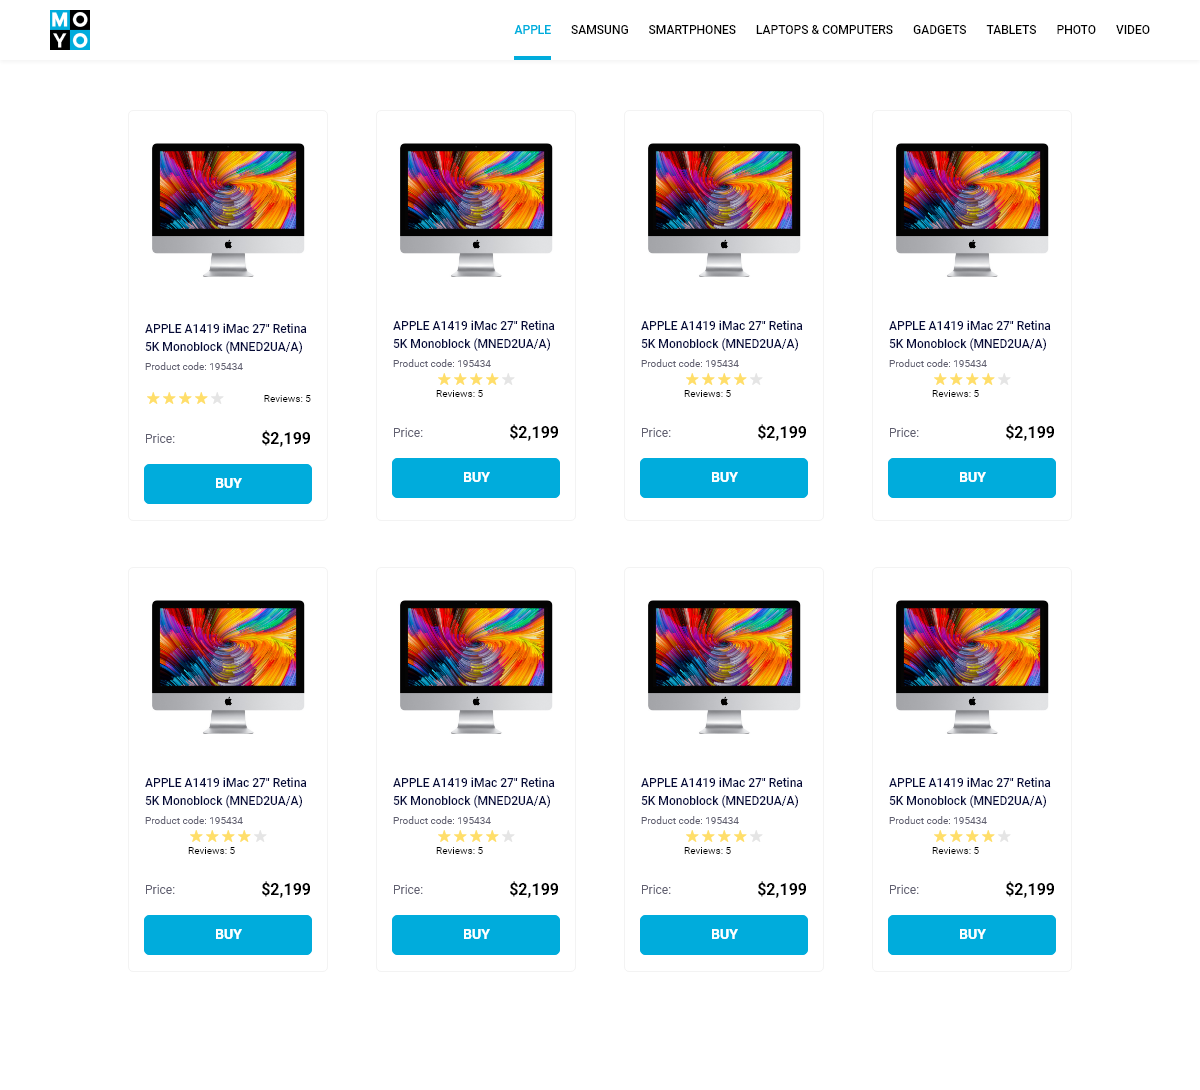 MO
YO
APPLE SAMSUNG SMARTPHONES LAPTOPS & COMPUTERS GADGETS TABLETS PHOTO VIDEO
APPLE A1419 iMac 27" Retina
5K Monoblock (MNED2UA/A)
Product code: 195434
Reviews: 5
Price: $2,199
BUY
APPLE A1419 iMac 27" Retina
5K Monoblock (MNED2UA/A)
Product code: 195434
Reviews: 5
Price: $2,199
BUY
APPLE A1419 iMac 27" Retina
5K Monoblock (MNED2UA/A)
Product code: 195434
Reviews: 5
Price: $2,199
BUY
APPLE A1419 iMac 27" Retina
5K Monoblock (MNED2UA/A)
Product code: 195434
Reviews: 5
Price: $2,199
BUY
APPLE A1419 iMac 27" Retina
5K Monoblock (MNED2UA/A)
Product code: 195434
Reviews: 5
Price: $2,199
BUY
APPLE A1419 iMac 27" Retina
5K Monoblock (MNED2UA/A)
Product code: 195434
Reviews: 5
Price: $2,199
BUY
APPLE A1419 iMac 27" Retina
5K Monoblock (MNED2UA/A)
Product code: 195434
Reviews: 5
Price: $2,199
BUY
APPLE A1419 iMac 27" Retina
5K Monoblock (MNED2UA/A)
Product code: 195434
Reviews: 5
Price: $2,199
BUY